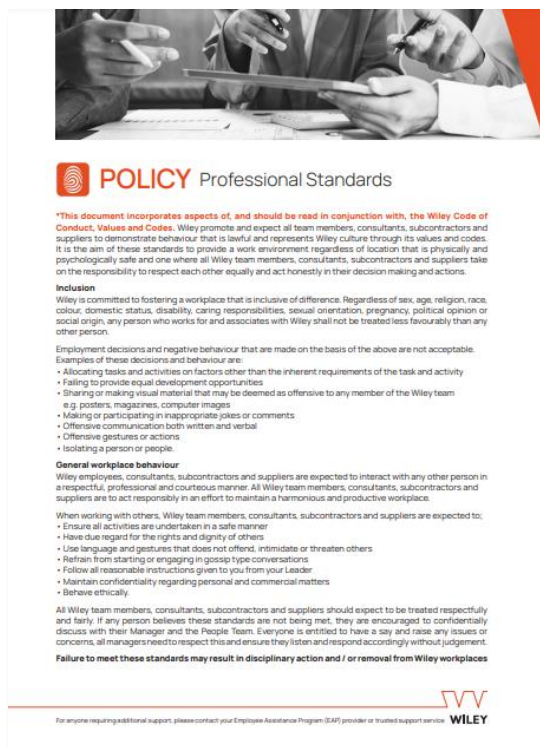 POLICY Professional Standards
*This document incorporates aspects of, and should be read in conjunction with, the Wiley Code of
Conduct, Values and Codes. Wiley promote and expect all team members, consultants, subcontractors and
suppliers to demonstrate behaviour that is lawful and represents Wiley culture through its values and codes.
It is the aim of these standards to provide a work environment regardless of location that is physically and
psychologically safe and one where all Wiley team members, consultants, subcontractors and suppliers take
on the responsibility to respect each other equally and act honestly in their decision making and actions.
Inclusion
Wiley is committed to fostering a workplace that is inclusive of difference. Regardless of sex, age, religion, race,
colour, domestic status, disability, caring responsibilities, sexual orientation, pregnancy, political opinion or
social origin, any person who works for and associates with Wiley shall not be treated less favourably than any
other person.
Employment decisions and negative behaviour that are made on the basis of the above are not acceptable.
Examples of these decisions and behaviour are:
• Allocating tasks and activities on factors other than the inherent requirements of the task and activity
• Failing to provide equal development opportunities
• Sharing or making visual material that may be deemed as offensive to any member of the Wiley team
e.g. posters, magazines, computer images
• Making or participating in inappropriate jokes or comments
• Offensive communication both written and verbal
• Offensive gestures or actions
• Isolating a person or people.
General workplace behaviour
Wiley employees, consultants, subcontractors and suppliers are expected to interact with any other person in
a respectful, professional and courteous manner. All Wiley team members, consultants, subcontractors and
suppliers are to act responsibly in an effort to maintain a harmonious and productive workplace.
When working with others, Wiley team members, consultants, subcontractors and suppliers are expected to;
• Ensure all activities are undertaken in a safe manner
• Have due regard for the rights and dignity of others
• Use language and gestures that does not offend, intimidate or threaten others
• Refrain from starting or engaging in gossip type conversations
• Follow all reasonable instructions given to you from your Leader
• Maintain confidentiality regarding personal and commercial matters
• Behave ethically.
All Wiley team members, consultants, subcontractors and suppliers should expect to be treated respectfully
and fairly. If any person believes these standards are not being met, they are encouraged to confidentially
discuss with their Manager and the People Team. Everyone is entitled to have a say and raise any issues or
concerns, all managers need to respect this and ensure they listen and respond accordingly without judgement.
Failure to meet these standards may result in disciplinary action and / or removal from Wiley workplaces
For anyone requiring additional support, please contact your Employee Assistance Program (EAP) provider or trusted support service
WILEY